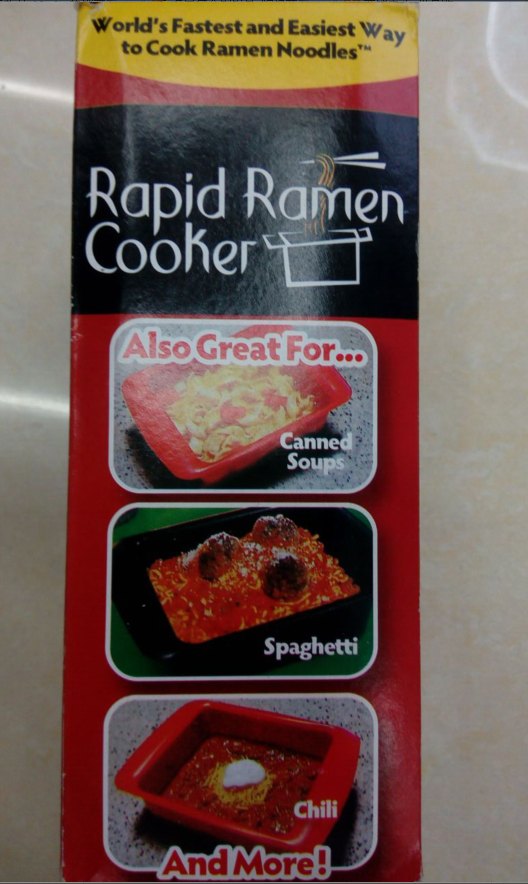 World's Fastest and Easiest Way
to Cook Ramen Noodles™
Rapid Ramen
Cooker
Also Great For...
Canned
Soups
Spaghetti
Chili
And More!